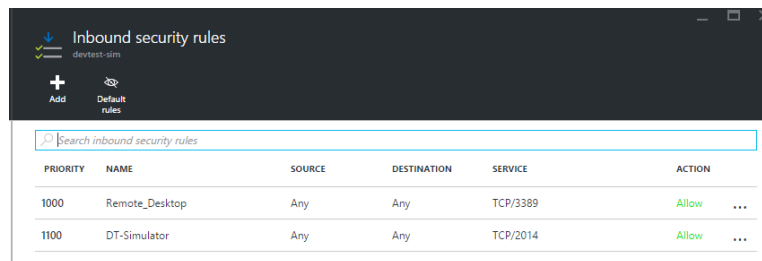 Inbound security rules
devtest-sim
Add
Default
rules
Search inbound security rules
PRIORITY NAME SOURCE DESTINATION SERVICE ACTION
1000 Remote_Desktop Any Any TCP/3389 Allow ...
1100 DT-Simulator Any Any TCP/2014 Allow ...